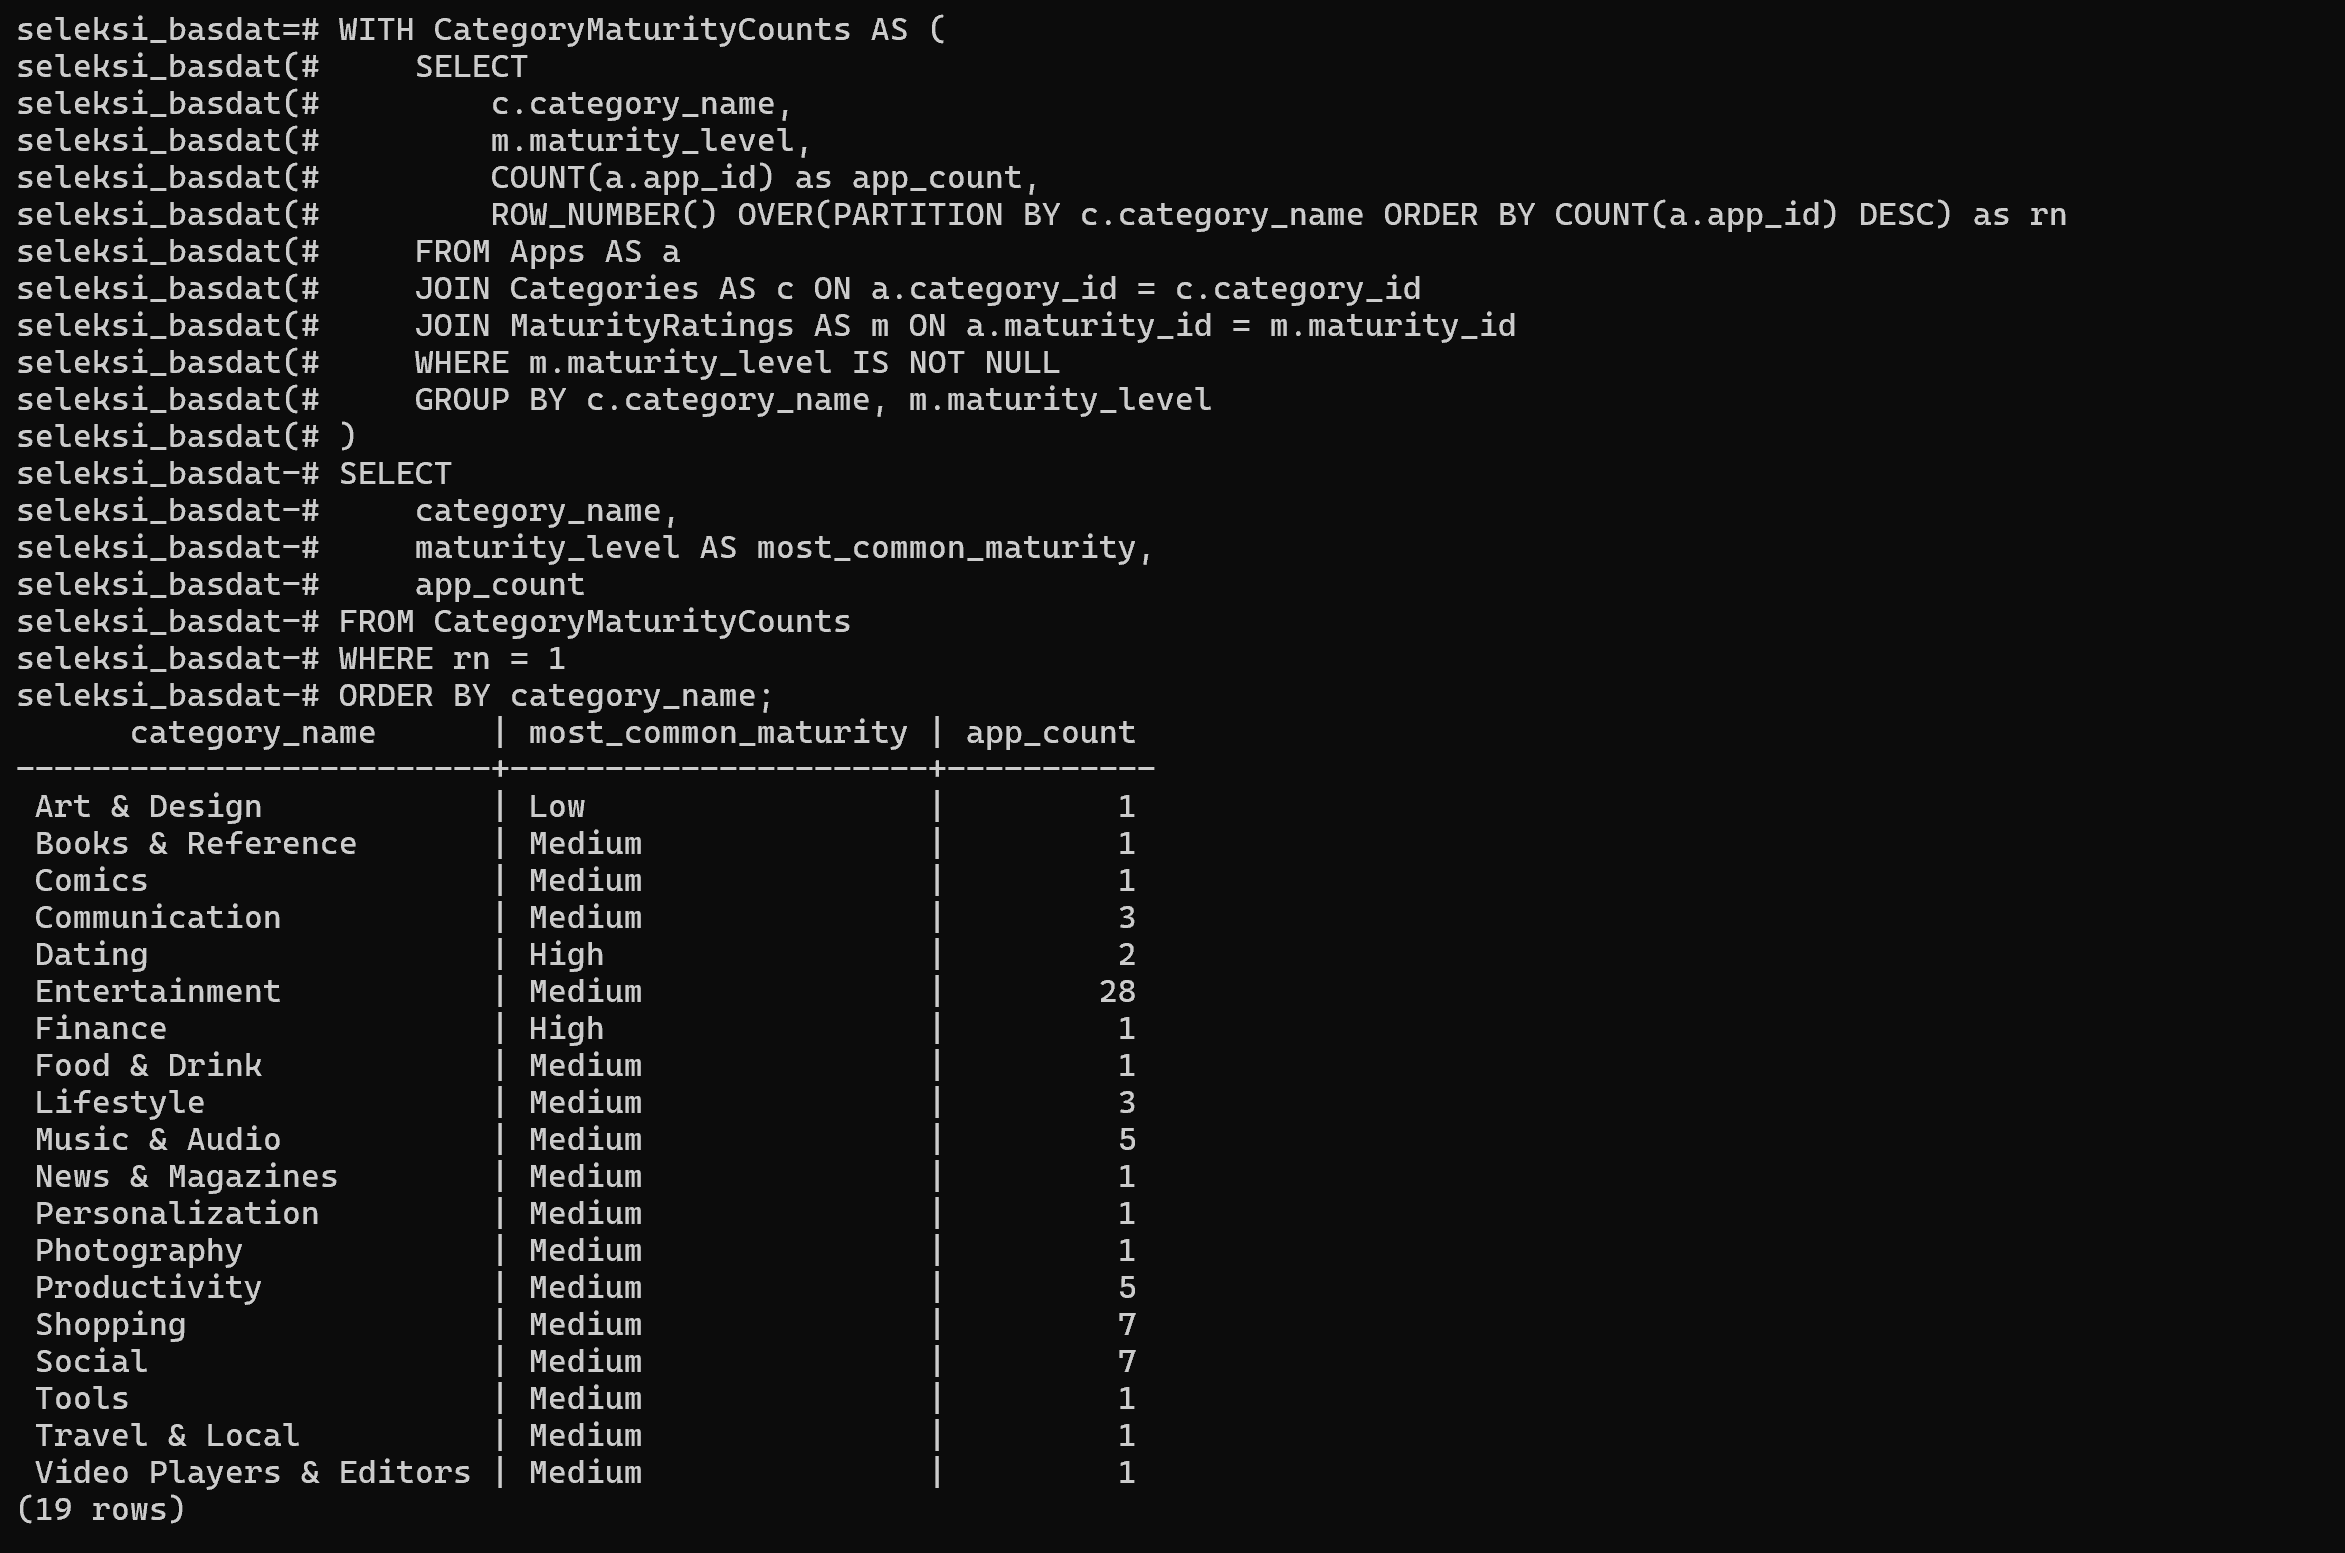 seleksi_basdat=# WITH CategoryMaturityCounts AS (
seleksi_basdat(#     SELECT
seleksi_basdat(#         c.category_name,
seleksi_basdat(#         m.maturity_level,
seleksi_basdat(#         COUNT(a.app_id) as app_count,
seleksi_basdat(#         ROW_NUMBER() OVER(PARTITION BY c.category_name ORDER BY COUNT(a.app_id) DESC) as rn
seleksi_basdat(#     FROM Apps AS a
seleksi_basdat(#     JOIN Categories AS c ON a.category_id = c.category_id
seleksi_basdat(#     JOIN MaturityRatings AS m ON a.maturity_id = m.maturity_id
seleksi_basdat(#     WHERE m.maturity_level IS NOT NULL
seleksi_basdat(#     GROUP BY c.category_name, m.maturity_level
seleksi_basdat(# )
seleksi_basdat-# SELECT
seleksi_basdat-#     category_name,
seleksi_basdat-#     maturity_level AS most_common_maturity,
seleksi_basdat-#     app_count
seleksi_basdat-# FROM CategoryMaturityCounts
seleksi_basdat-# WHERE rn = 1
seleksi_basdat-# ORDER BY category_name;
      category_name      | most_common_maturity | app_count
-------------------------+----------------------+-----------
 Art & Design            | Low                  |         1
 Books & Reference       | Medium               |         1
 Comics                  | Medium               |         1
 Communication           | Medium               |         3
 Dating                  | High                 |         2
 Entertainment           | Medium               |        28
 Finance                 | High                 |         1
 Food & Drink            | Medium               |         1
 Lifestyle               | Medium               |         3
 Music & Audio           | Medium               |         5
 News & Magazines        | Medium               |         1
 Personalization         | Medium               |         1
 Photography             | Medium               |         1
 Productivity            | Medium               |         5
 Shopping                | Medium               |         7
 Social                  | Medium               |         7
 Tools                   | Medium               |         1
 Travel & Local          | Medium               |         1
 Video Players & Editors | Medium               |         1
(19 rows)